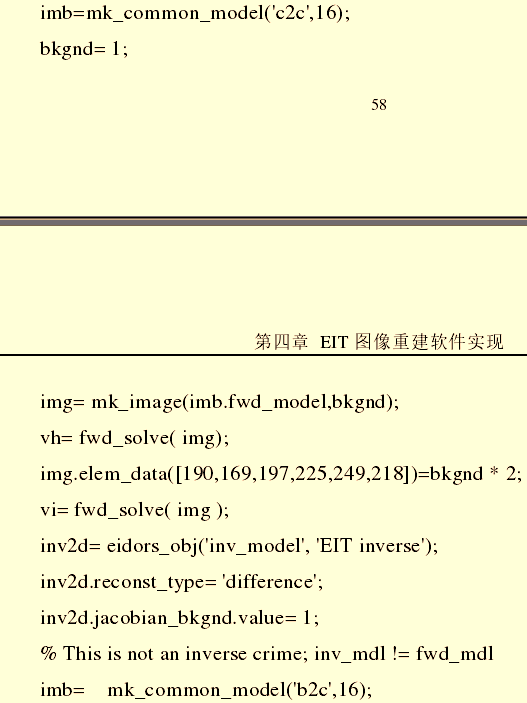 imb=mk_common_model('c2c',16);
bkgnd= 1;
58
第四章 EIT 图像重建软件实现
img= mk_image(imb.fwd_model,bkgnd);
vh= fwd_solve( img);
img.elem_data([190,169,197,225,249,218])=bkgnd * 2;
vi= fwd_solve( img );
inv2d= eidors_obj('inv_model', 'EIT inverse');
inv2d.reconst_type= 'difference';
inv2d.jacobian_bkgnd.value= 1;
% This is not an inverse crime; inv_mdl != fwd_mdl
imb= mk_common_model('b2c',16);